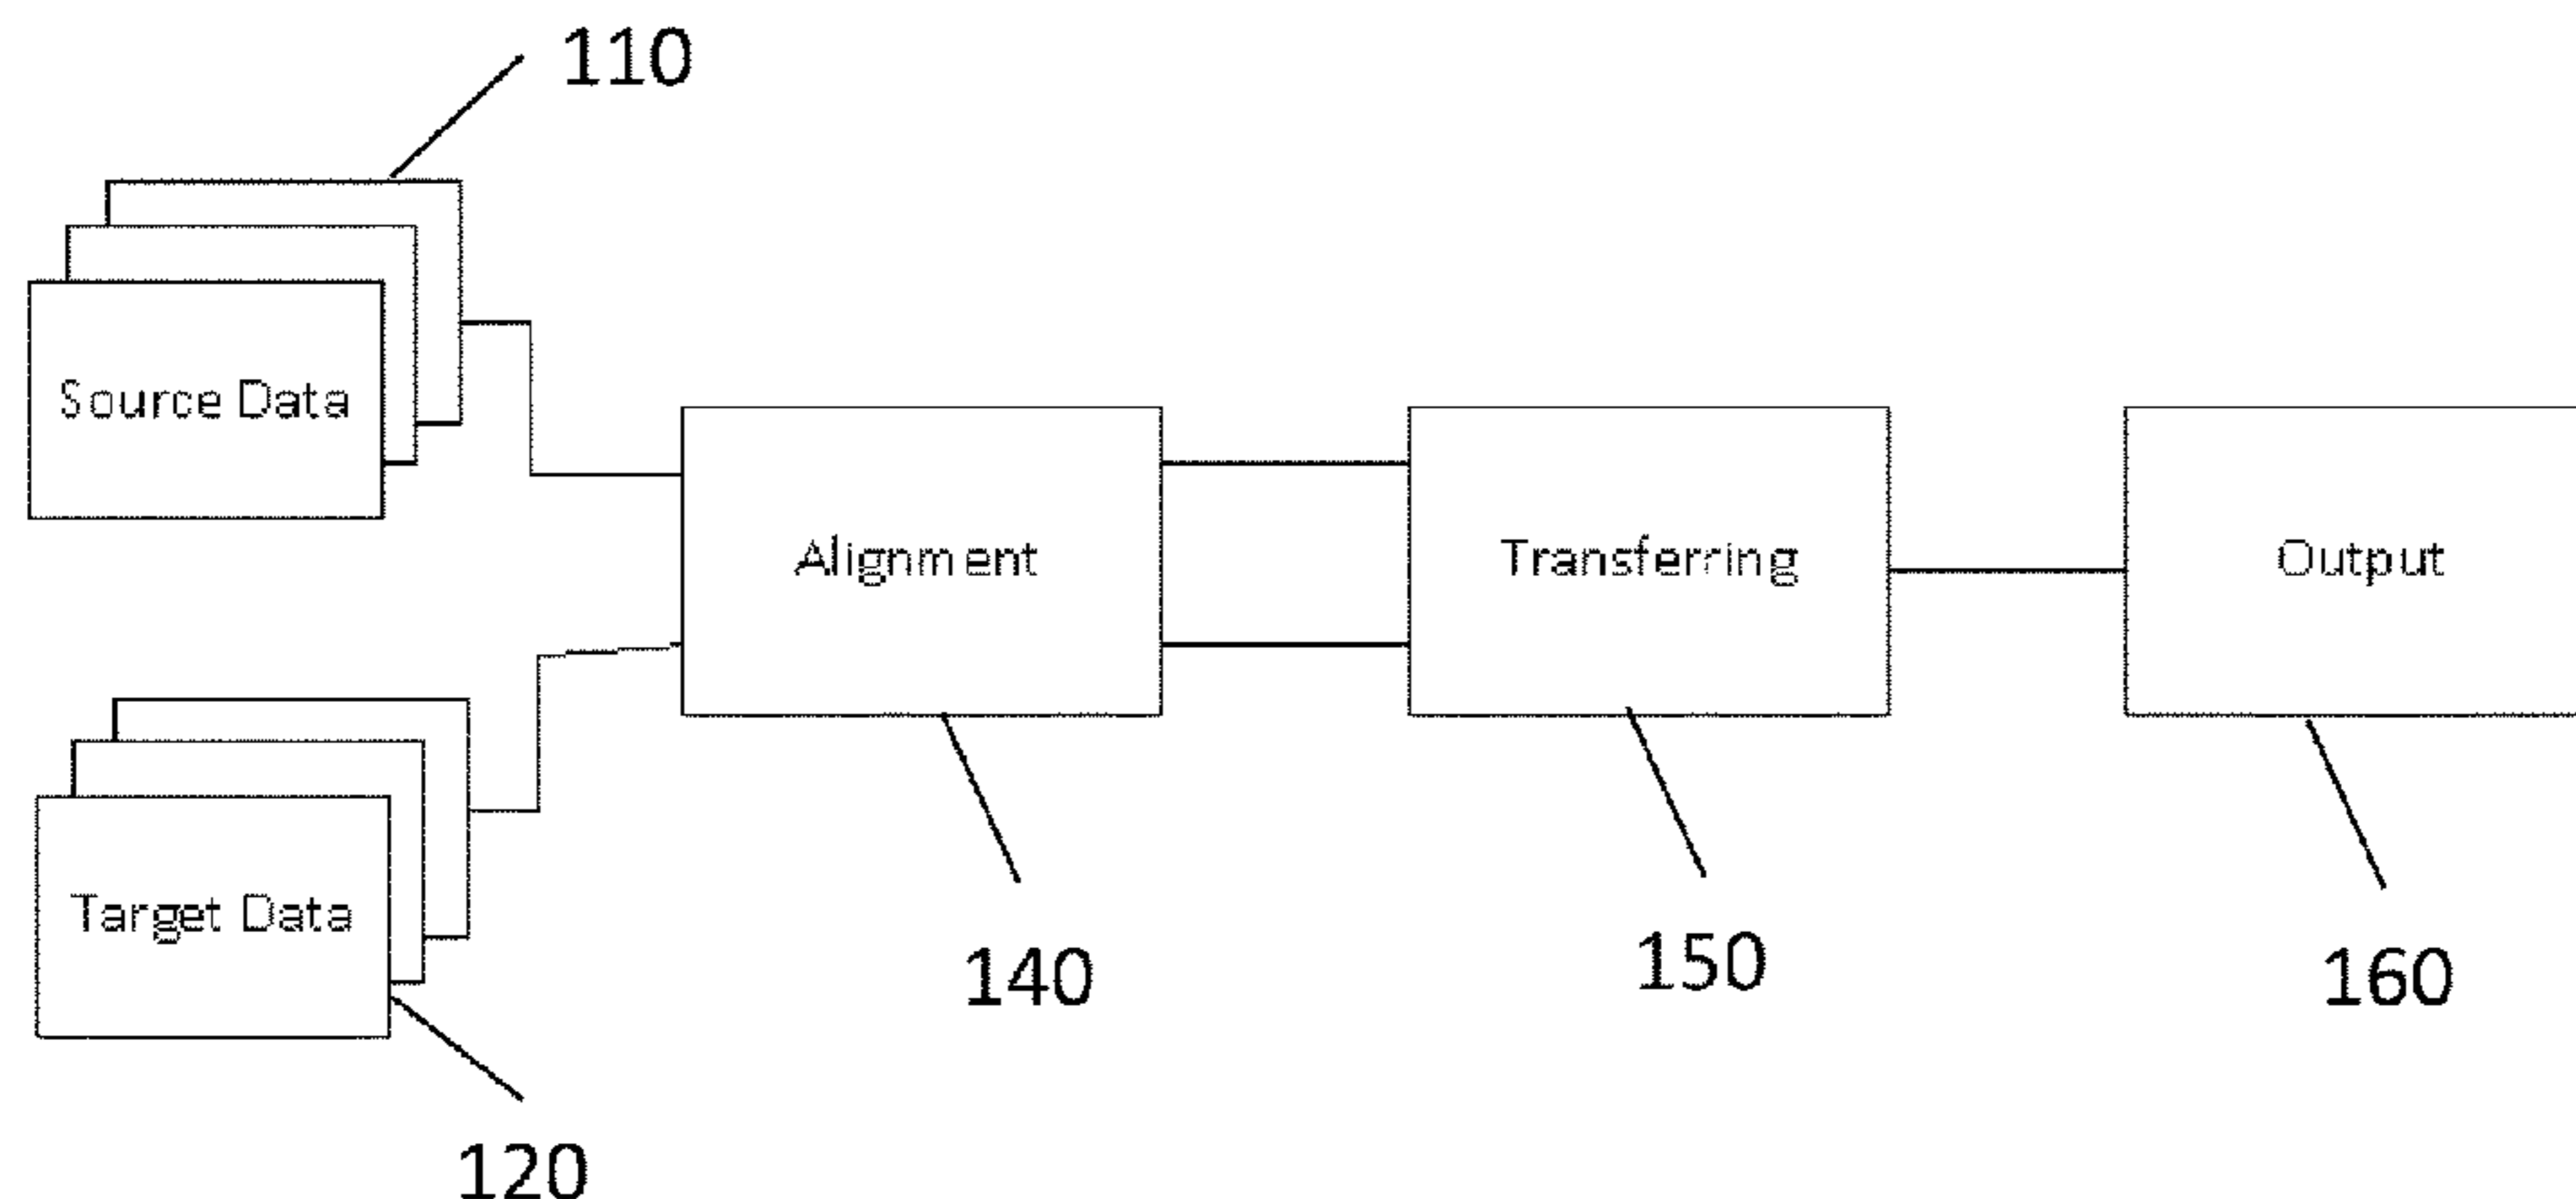 110
Source Data
Alignment
Transferring
Output
Target Data
140
150
160
120